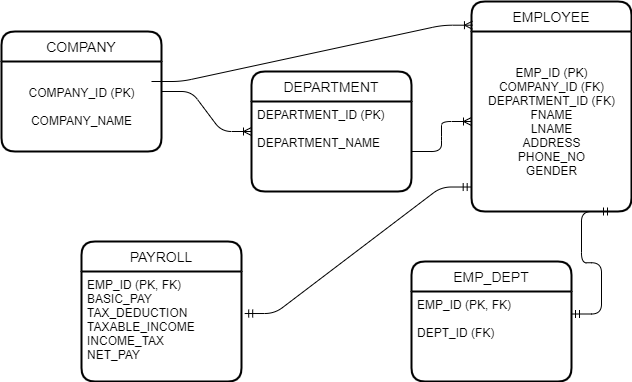 COMPANY
COMPANY_ID (PK)
COMPANY_NAME
DEPARTMENT
DEPARTMENT_ID (PK)
DEPARTMENT_NAME
EMPLOYEE
EMP_ID (PK)
COMPANY_ID (FK)
DEPARTMENT_ID (FK)
FNAME
LNAME
ADDRESS
PHONE_NO
GENDER
PAYROLL
EMP_ID (PK, FK)
BASIC_PAY
TAX_DEDUCTION
TAXABLE_INCOME
INCOME_TAX
NET_PAY
EMP_DEPT
EMP_ID (PK, FK)
DEPT_ID (FK)